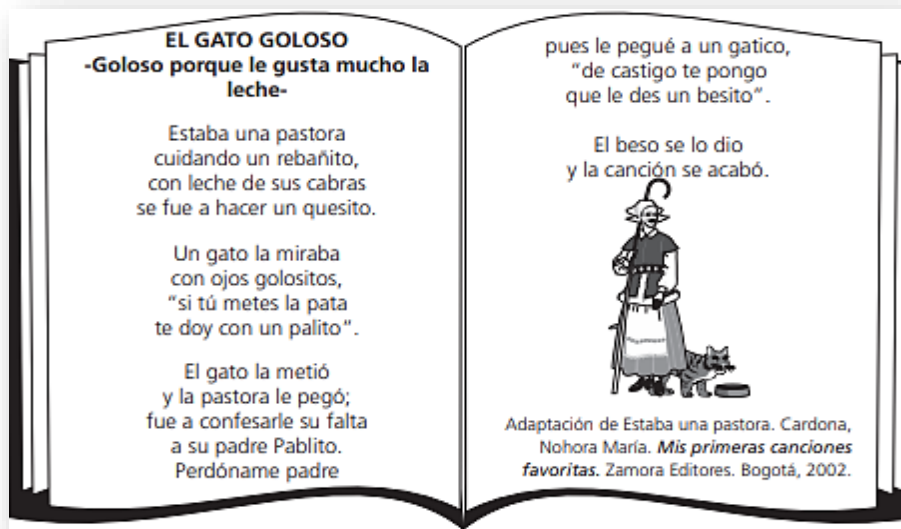 EL GATO GOLOSO
-Goloso porque le gusta mucho la
leche-
Estaba una pastora
cuidando un rebañito,
con leche de sus cabras
se fue a hacer un quesito.
Un gato la miraba
con ojos golositos,
“si tú metes la pata
te doy con un palito”.
El gato la metió
y la pastora le pegó;
fue a confesarle su falta
a su padre Pablito.
Perdóname padre
pues le pegué a un gatico,
“de castigo te pongo
que le des un besito”.
El beso se lo dio
y la canción se acabó.
Adaptación de Estaba una pastora. Cardona,
Nohora María. Mis primeras canciones
favoritas. Zamora Editores. Bogotá, 2002.